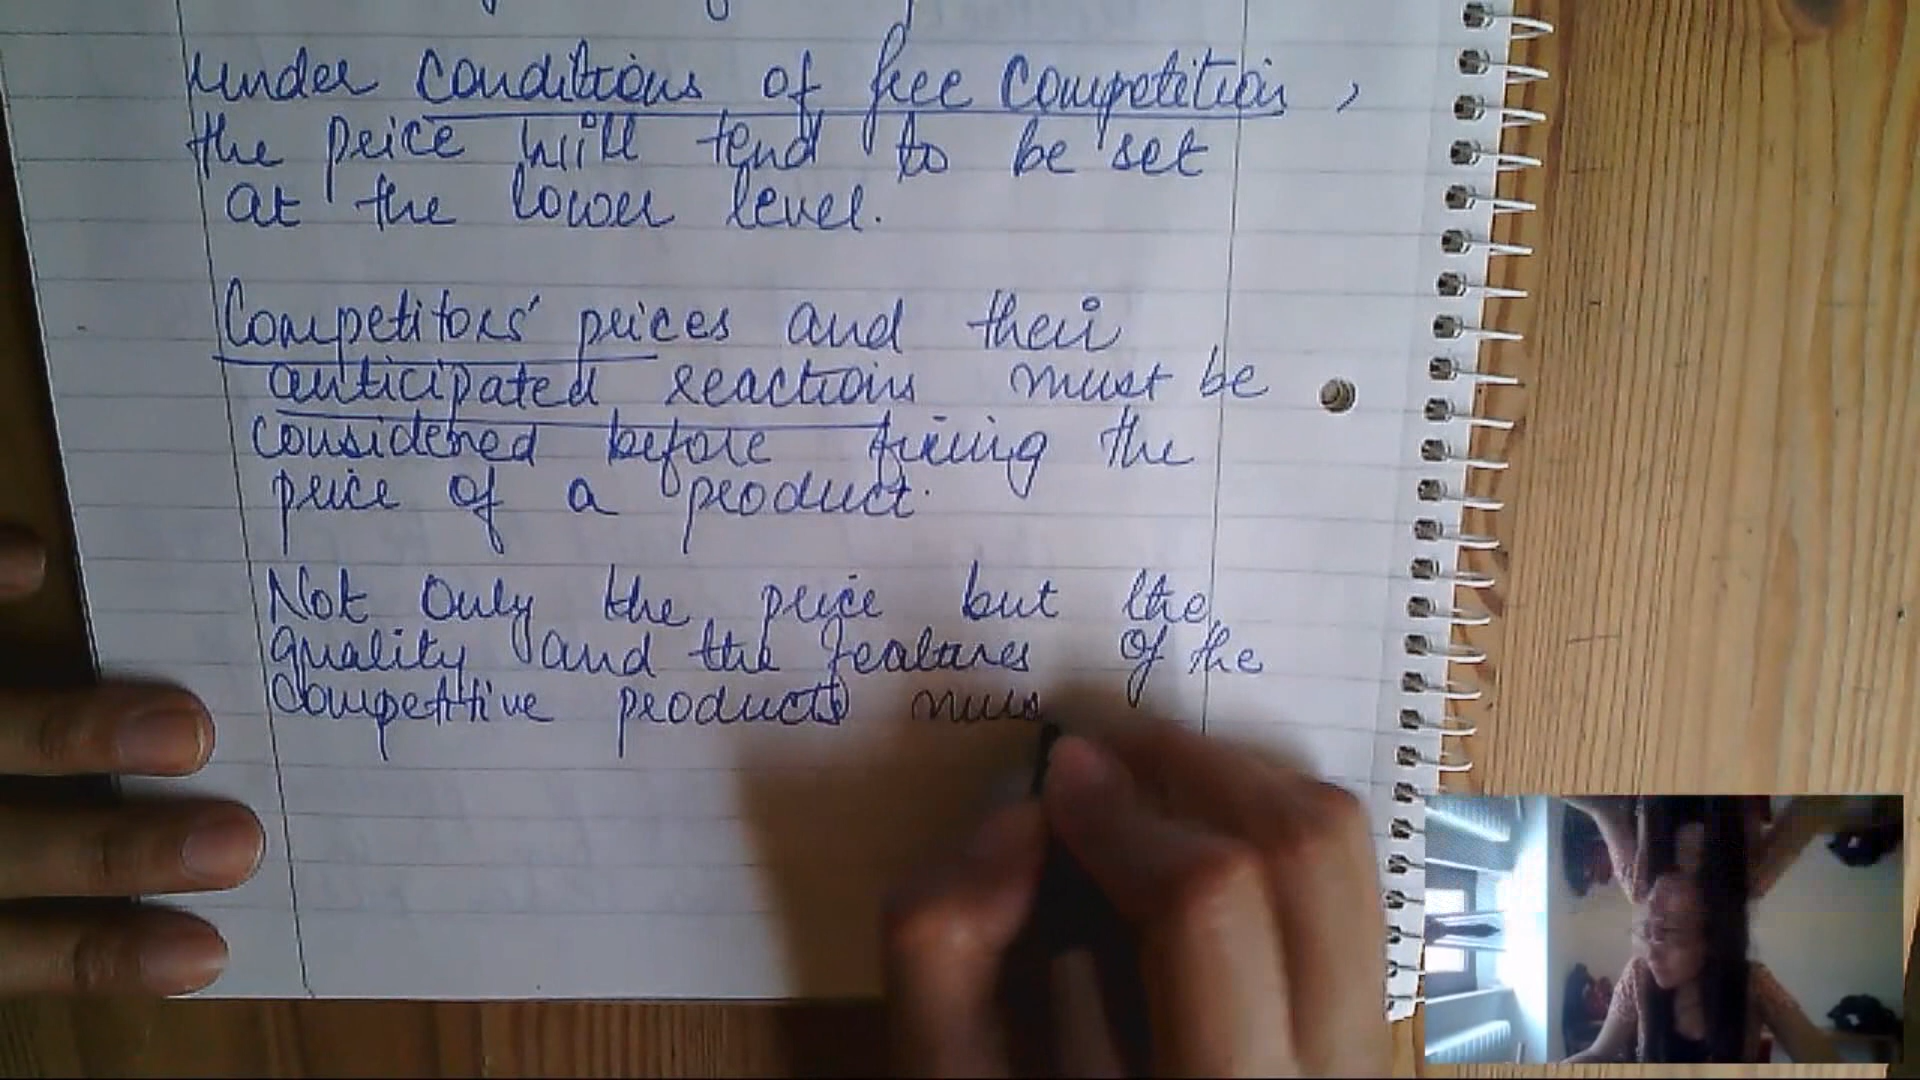 under conditions of free competition,
the price will tend to be set
at the lower level.
Competitors' prices and their
anticipated reactions must be
considered before fixing the
price of a product.
Not only the price but the
quality and the features of the
competitive products mus